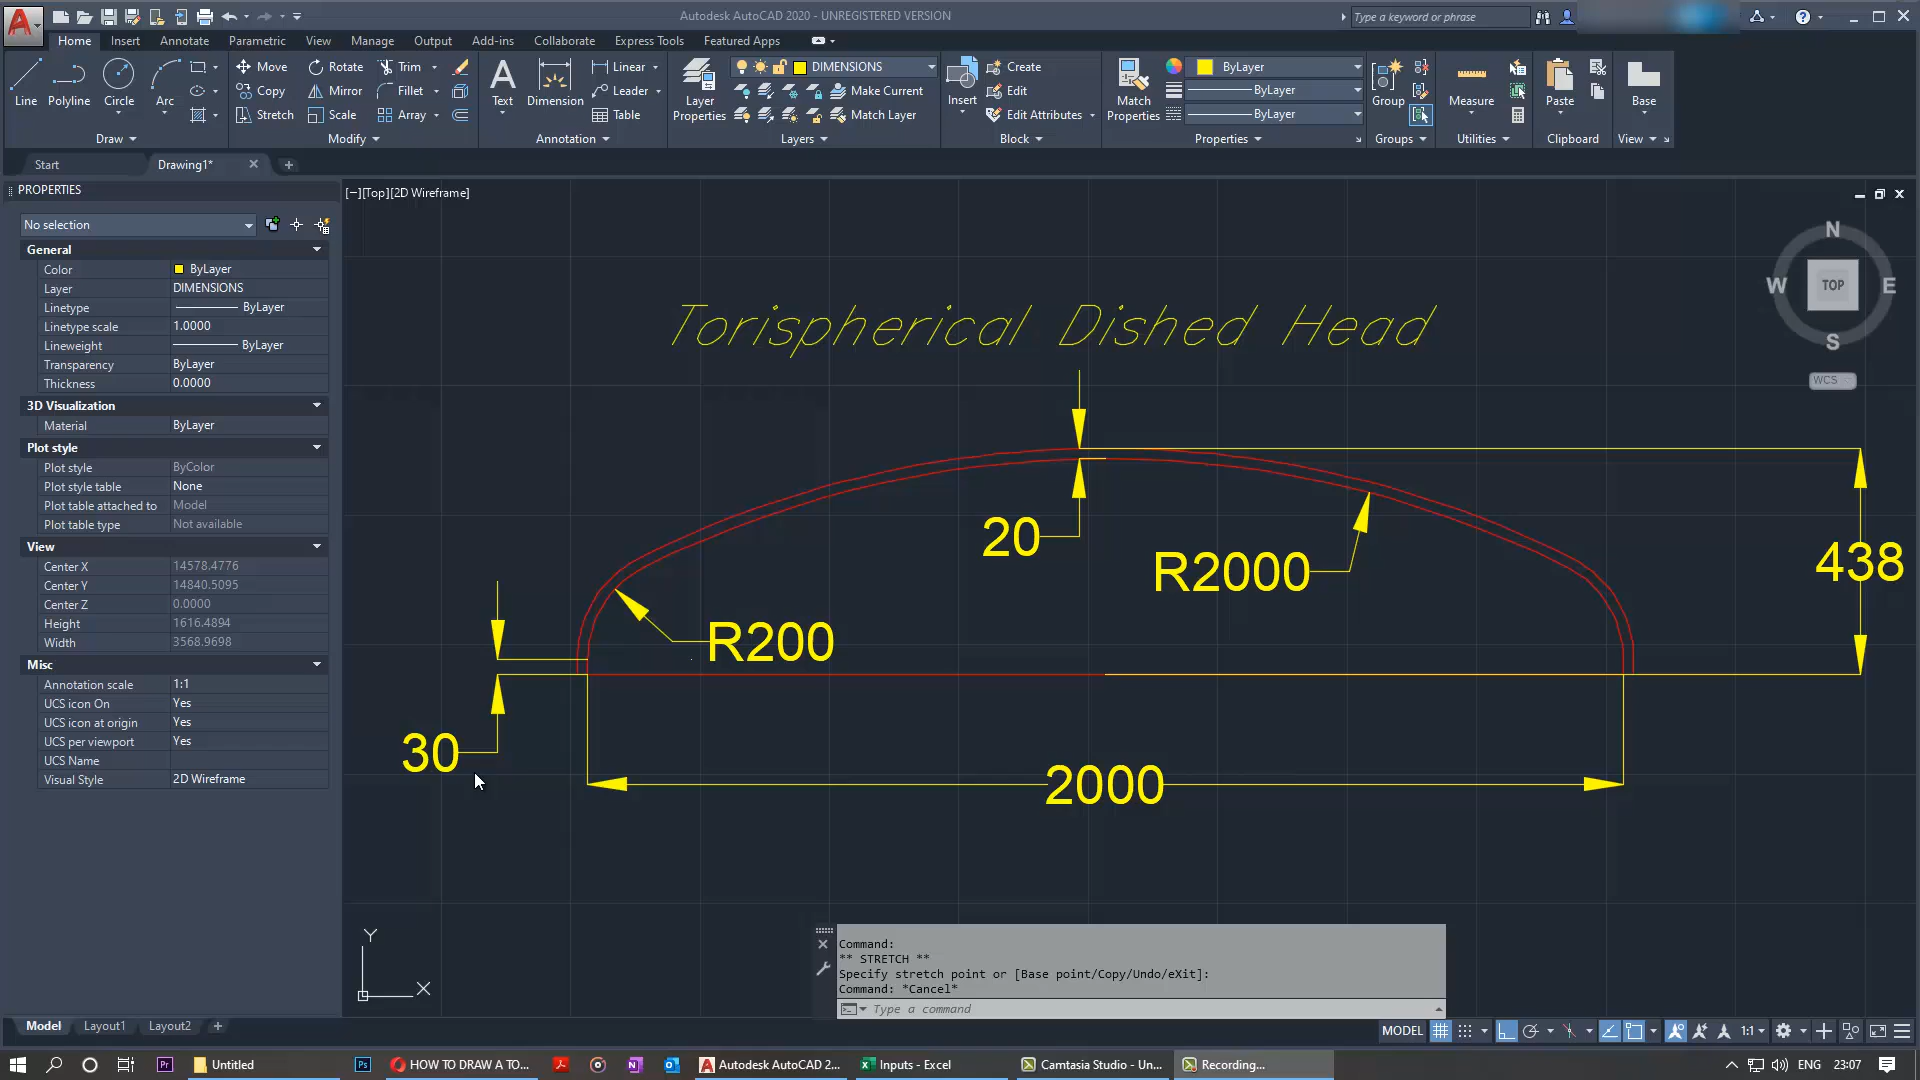 Autodesk AutoCAD 2020 - UNREGISTERED VERSION
Type a keyword or phrase
Home Insert Annotate Parametric View Manage Output Add-ins Collaborate Express Tools Featured Apps
Line Polyline Circle Arc
Move Rotate Trim
Copy Mirror Fillet
Stretch Scale Array
Text Dimension
Linear
Leader
Table
Layer Properties
DIMENSIONS
Make Current
Match Layer
Insert
Create
Edit
Edit Attributes
Match Properties
ByLayer
ByLayer
ByLayer
Group
Measure
Paste
Base
Draw Modify Annotation Layers Block Properties Groups Utilities Clipboard View
Start Drawing1*
PROPERTIES
[−][Top][2D Wireframe]
No selection
General
Color ByLayer
Layer DIMENSIONS
Linetype ByLayer
Linetype scale 1.0000
Lineweight ByLayer
Transparency ByLayer
Thickness 0.0000
3D Visualization
Material ByLayer
Plot style
Plot style ByColor
Plot style table None
Plot table attached to Model
Plot table type Not available
View
Center X 14578.4776
Center Y 14840.5095
Center Z 0.0000
Height 1616.4894
Width 3568.9698
Misc
Annotation scale 1:1
UCS icon On Yes
UCS icon at origin Yes
UCS per viewport Yes
UCS Name
Visual Style 2D Wireframe
N
W TOP E
S
WCS
Torispherical Dished Head
20
R2000
438
R200
30
2000
Y
X
Command:
** STRETCH **
Specify stretch point or [Base point/Copy/Undo/eXit]:
Command: *Cancel*
Type a command
Model Layout1 Layout2
MODEL 1:1
Untitled HOW TO DRAW A TO... Autodesk AutoCAD 2... Inputs - Excel Camtasia Studio - Un... Recording... ENG 23:07